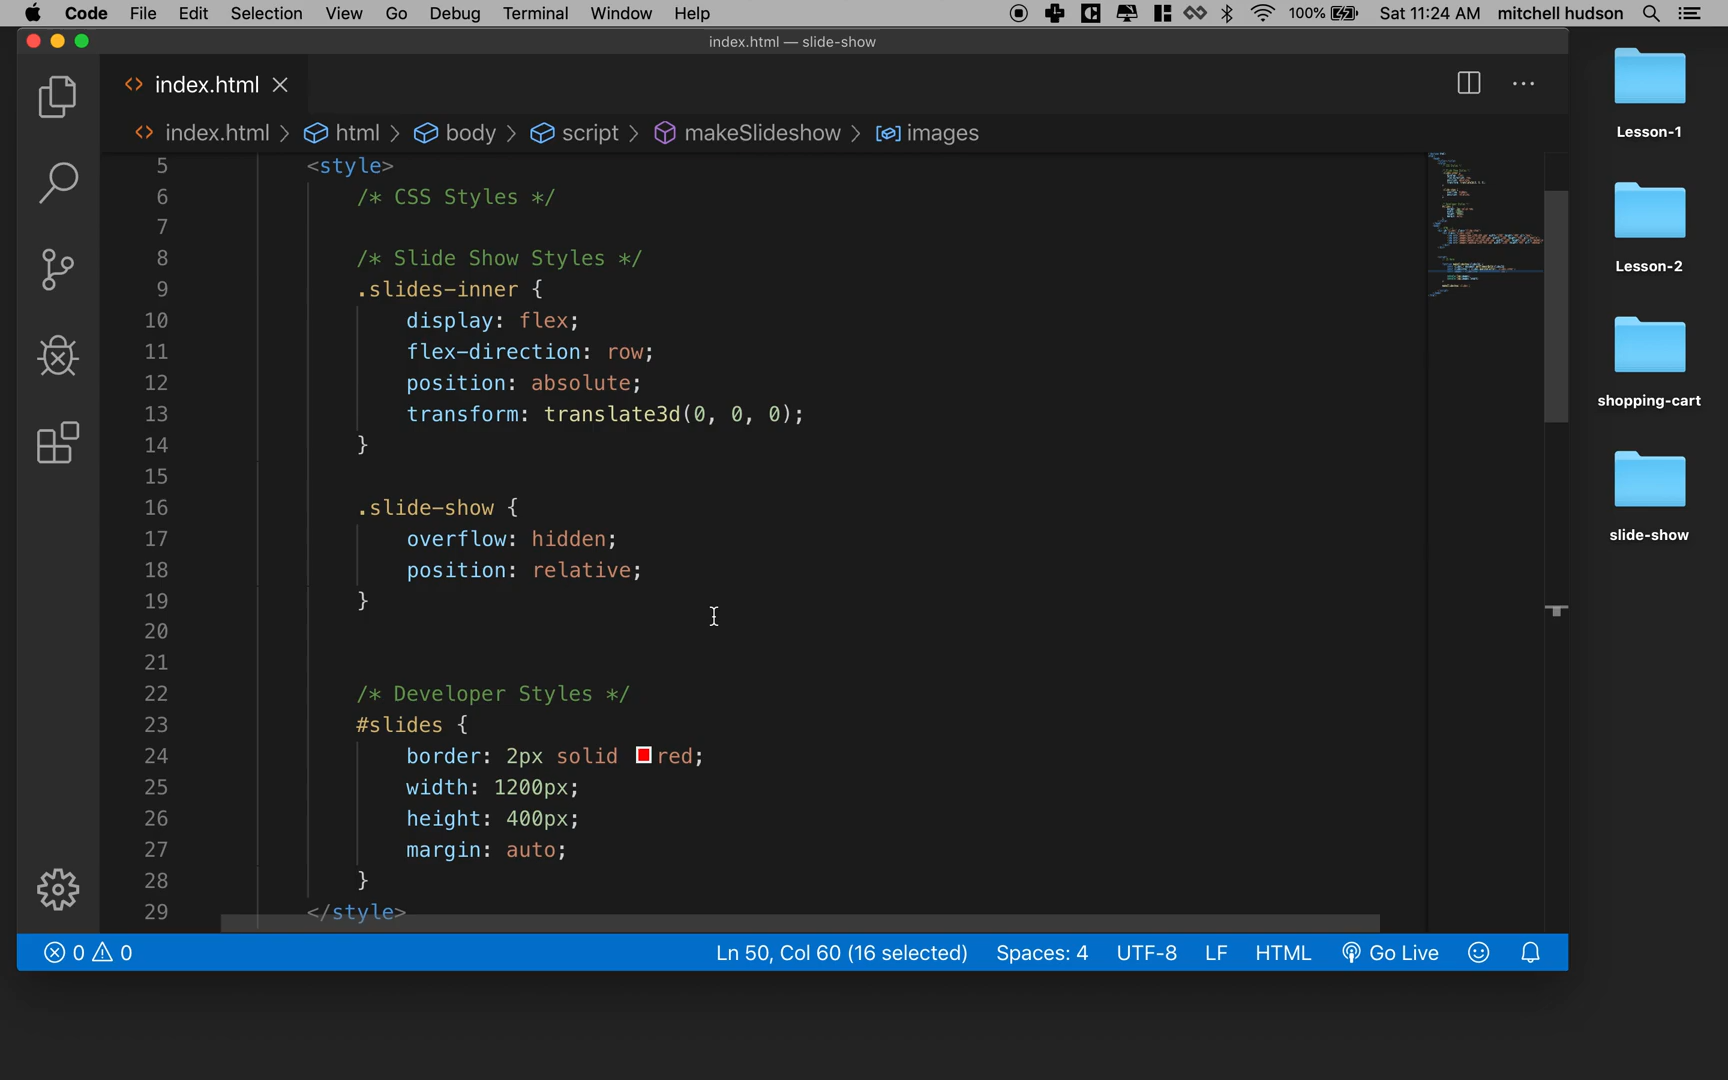 Code File Edit Selection View Go Debug Terminal Window Help 100% Sat 11:24 AM mitchell hudson
index.html — slide-show
index.html
index.html > html > body > script > makeSlideshow > images
5 <style>
6 /* CSS Styles */
7
8 /* Slide Show Styles */
9 .slides-inner {
10 display: flex;
11 flex-direction: row;
12 position: absolute;
13 transform: translate3d(0, 0, 0);
14 }
15
16 .slide-show {
17 overflow: hidden;
18 position: relative;
19 }
20
21
22 /* Developer Styles */
23 #slides {
24 border: 2px solid red;
25 width: 1200px;
26 height: 400px;
27 margin: auto;
28 }
29 </style>
0 0 Ln 50, Col 60 (16 selected) Spaces: 4 UTF-8 LF HTML Go Live
Lesson-1
Lesson-2
shopping-cart
slide-show